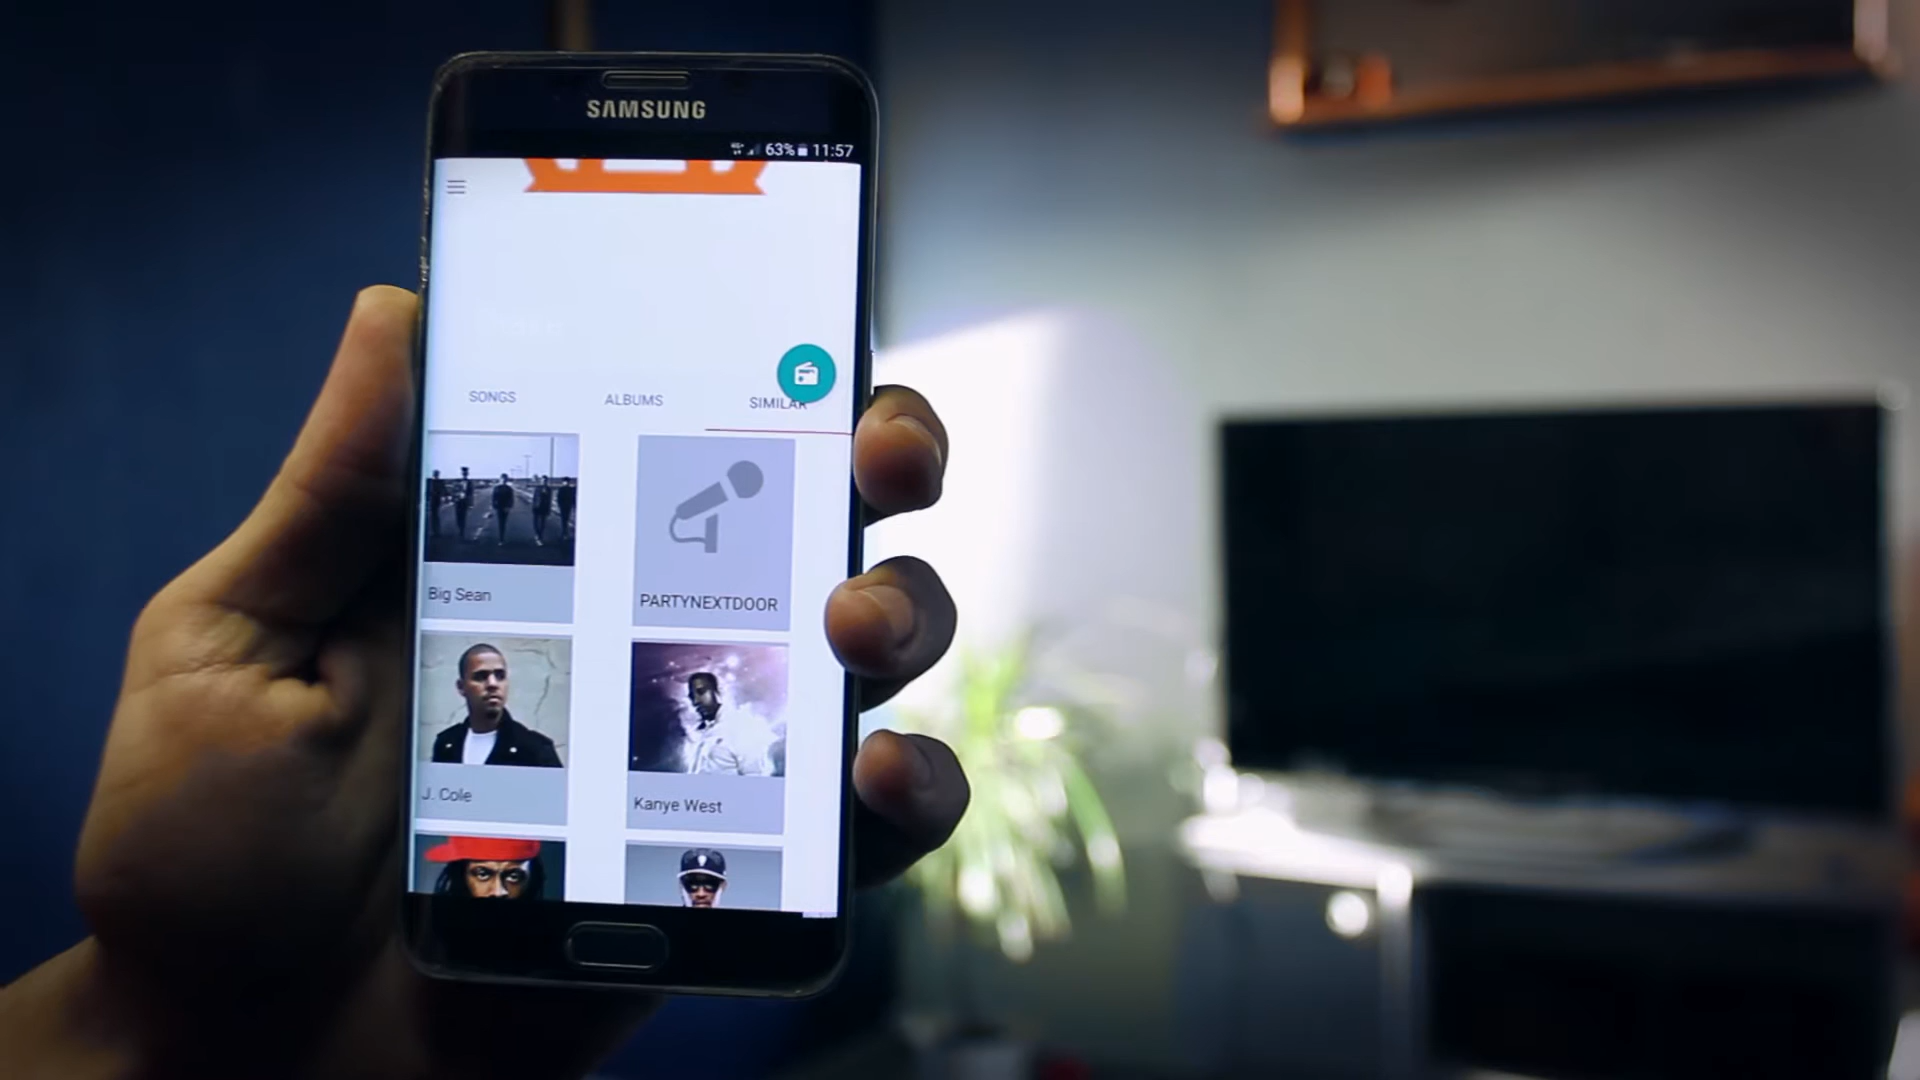 SAMSUNG
63% 11:57
SONGS ALBUMS SIMILAR
Big Sean
PARTYNEXTDOOR
J. Cole
Kanye West